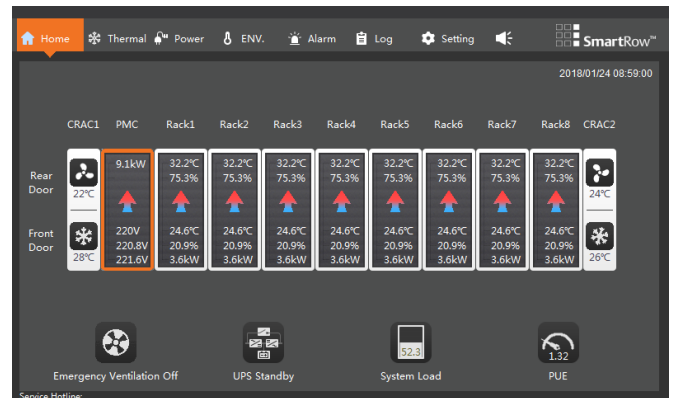 Home Thermal Power ENV. Alarm Log Setting SmartRow™
2018/01/24 08:59:00
CRAC1 PMC Rack1 Rack2 Rack3 Rack4 Rack5 Rack6 Rack7 Rack8 CRAC2
9.1kW 32.2℃ 32.2℃ 32.2℃ 32.2℃ 32.2℃ 32.2℃ 32.2℃ 32.2℃
Rear 75.3% 75.3% 75.3% 75.3% 75.3% 75.3% 75.3% 75.3%
Door 22℃ 24℃
Front 220V 24.6℃ 24.6℃ 24.6℃ 24.6℃ 24.6℃ 24.6℃ 24.6℃ 24.6℃
Door 220.8V 20.9% 20.9% 20.9% 20.9% 20.9% 20.9% 20.9% 20.9%
28℃ 221.6V 3.6kW 3.6kW 3.6kW 3.6kW 3.6kW 3.6kW 3.6kW 3.6kW 26℃
52.3 1.32
Emergency Ventilation Off UPS Standby System Load PUE
Service Hotline: